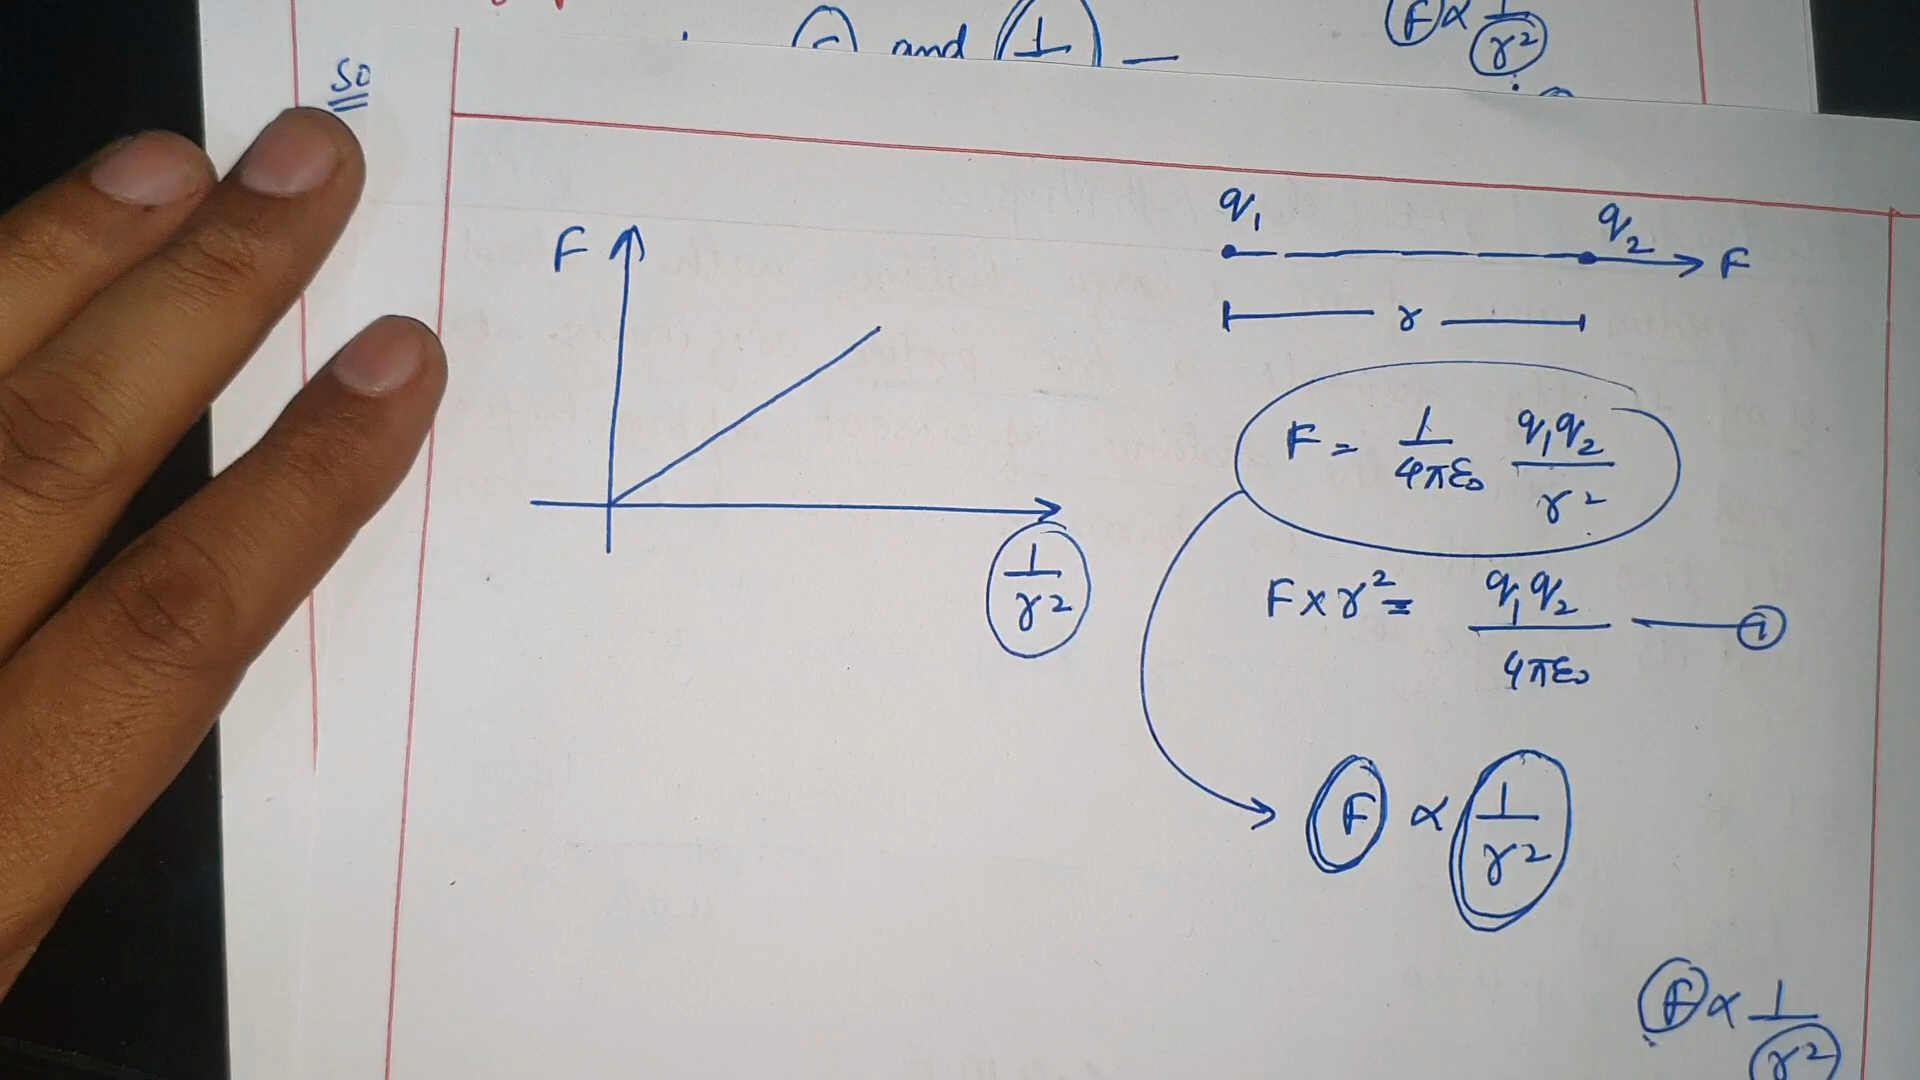 and 1
F ∝ 1/r²
So
q₁ q₂ F
r
F
1/r²
F = 1/4πε₀ q₁q₂/r²
F × r² = q₁q₂/4πε₀ — ①
F ∝ 1/r²
F ∝ 1/r²